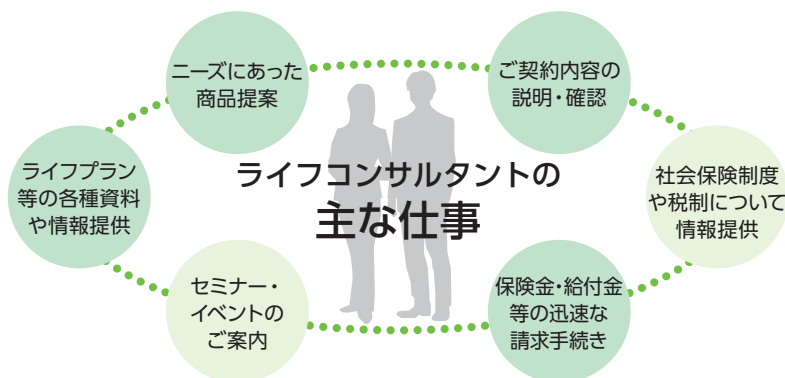 ニーズにあった
商品提案
ご契約内容の
説明・確認
ライフプラン
等の各種資料
や情報提供
ライフコンサルタントの
主な仕事
社会保険制度
や税制について
情報提供
セミナー・
イベントの
ご案内
保険金・給付金
等の迅速な
請求手続き